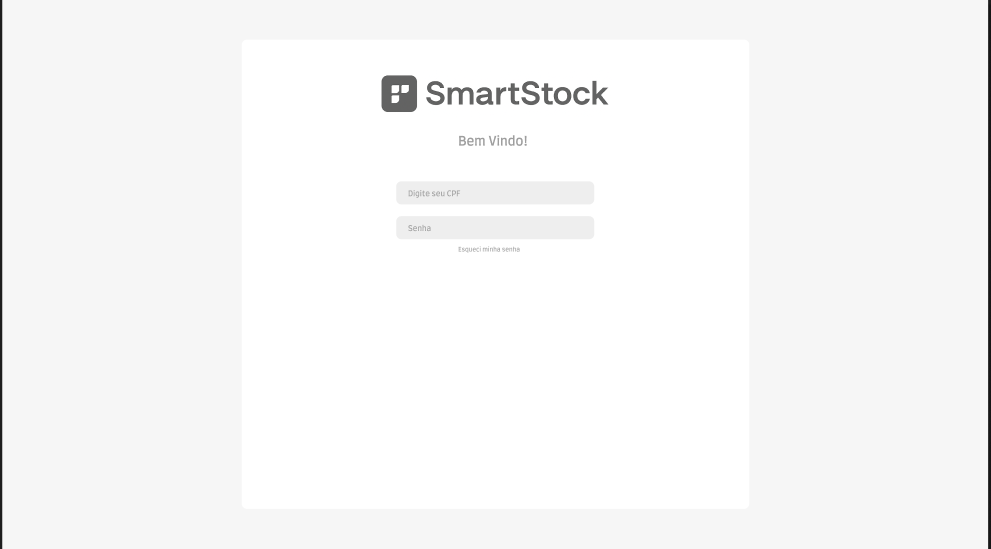 SmartStock
Bem Vindo!
Digite seu CPF
Senha
Esqueci minha senha